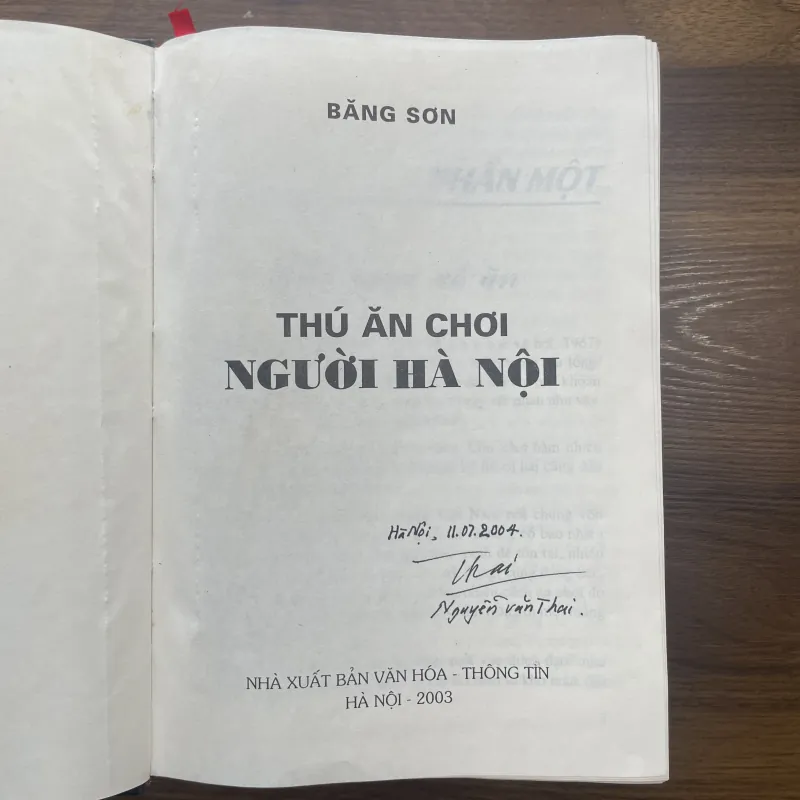 BĂNG SƠN
THÚ ĂN CHƠI
NGƯỜI HÀ NỘI
Hà Nội, 11.07.2004.
Thai
Nguyễn văn Thai.
NHÀ XUẤT BẢN VĂN HÓA - THÔNG TIN
HÀ NỘI - 2003